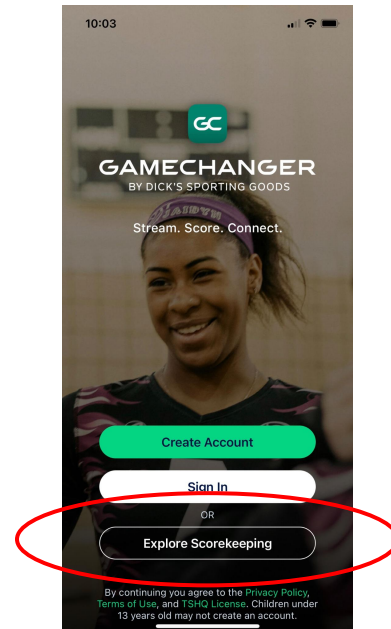 10:03
GC
GAMECHANGER
BY DICK'S SPORTING GOODS
Stream. Score. Connect.
Create Account
Sign In
OR
Explore Scorekeeping
By continuing you agree to the Privacy Policy,
Terms of Use, and TSHQ License. Children under
13 years old may not create an account.